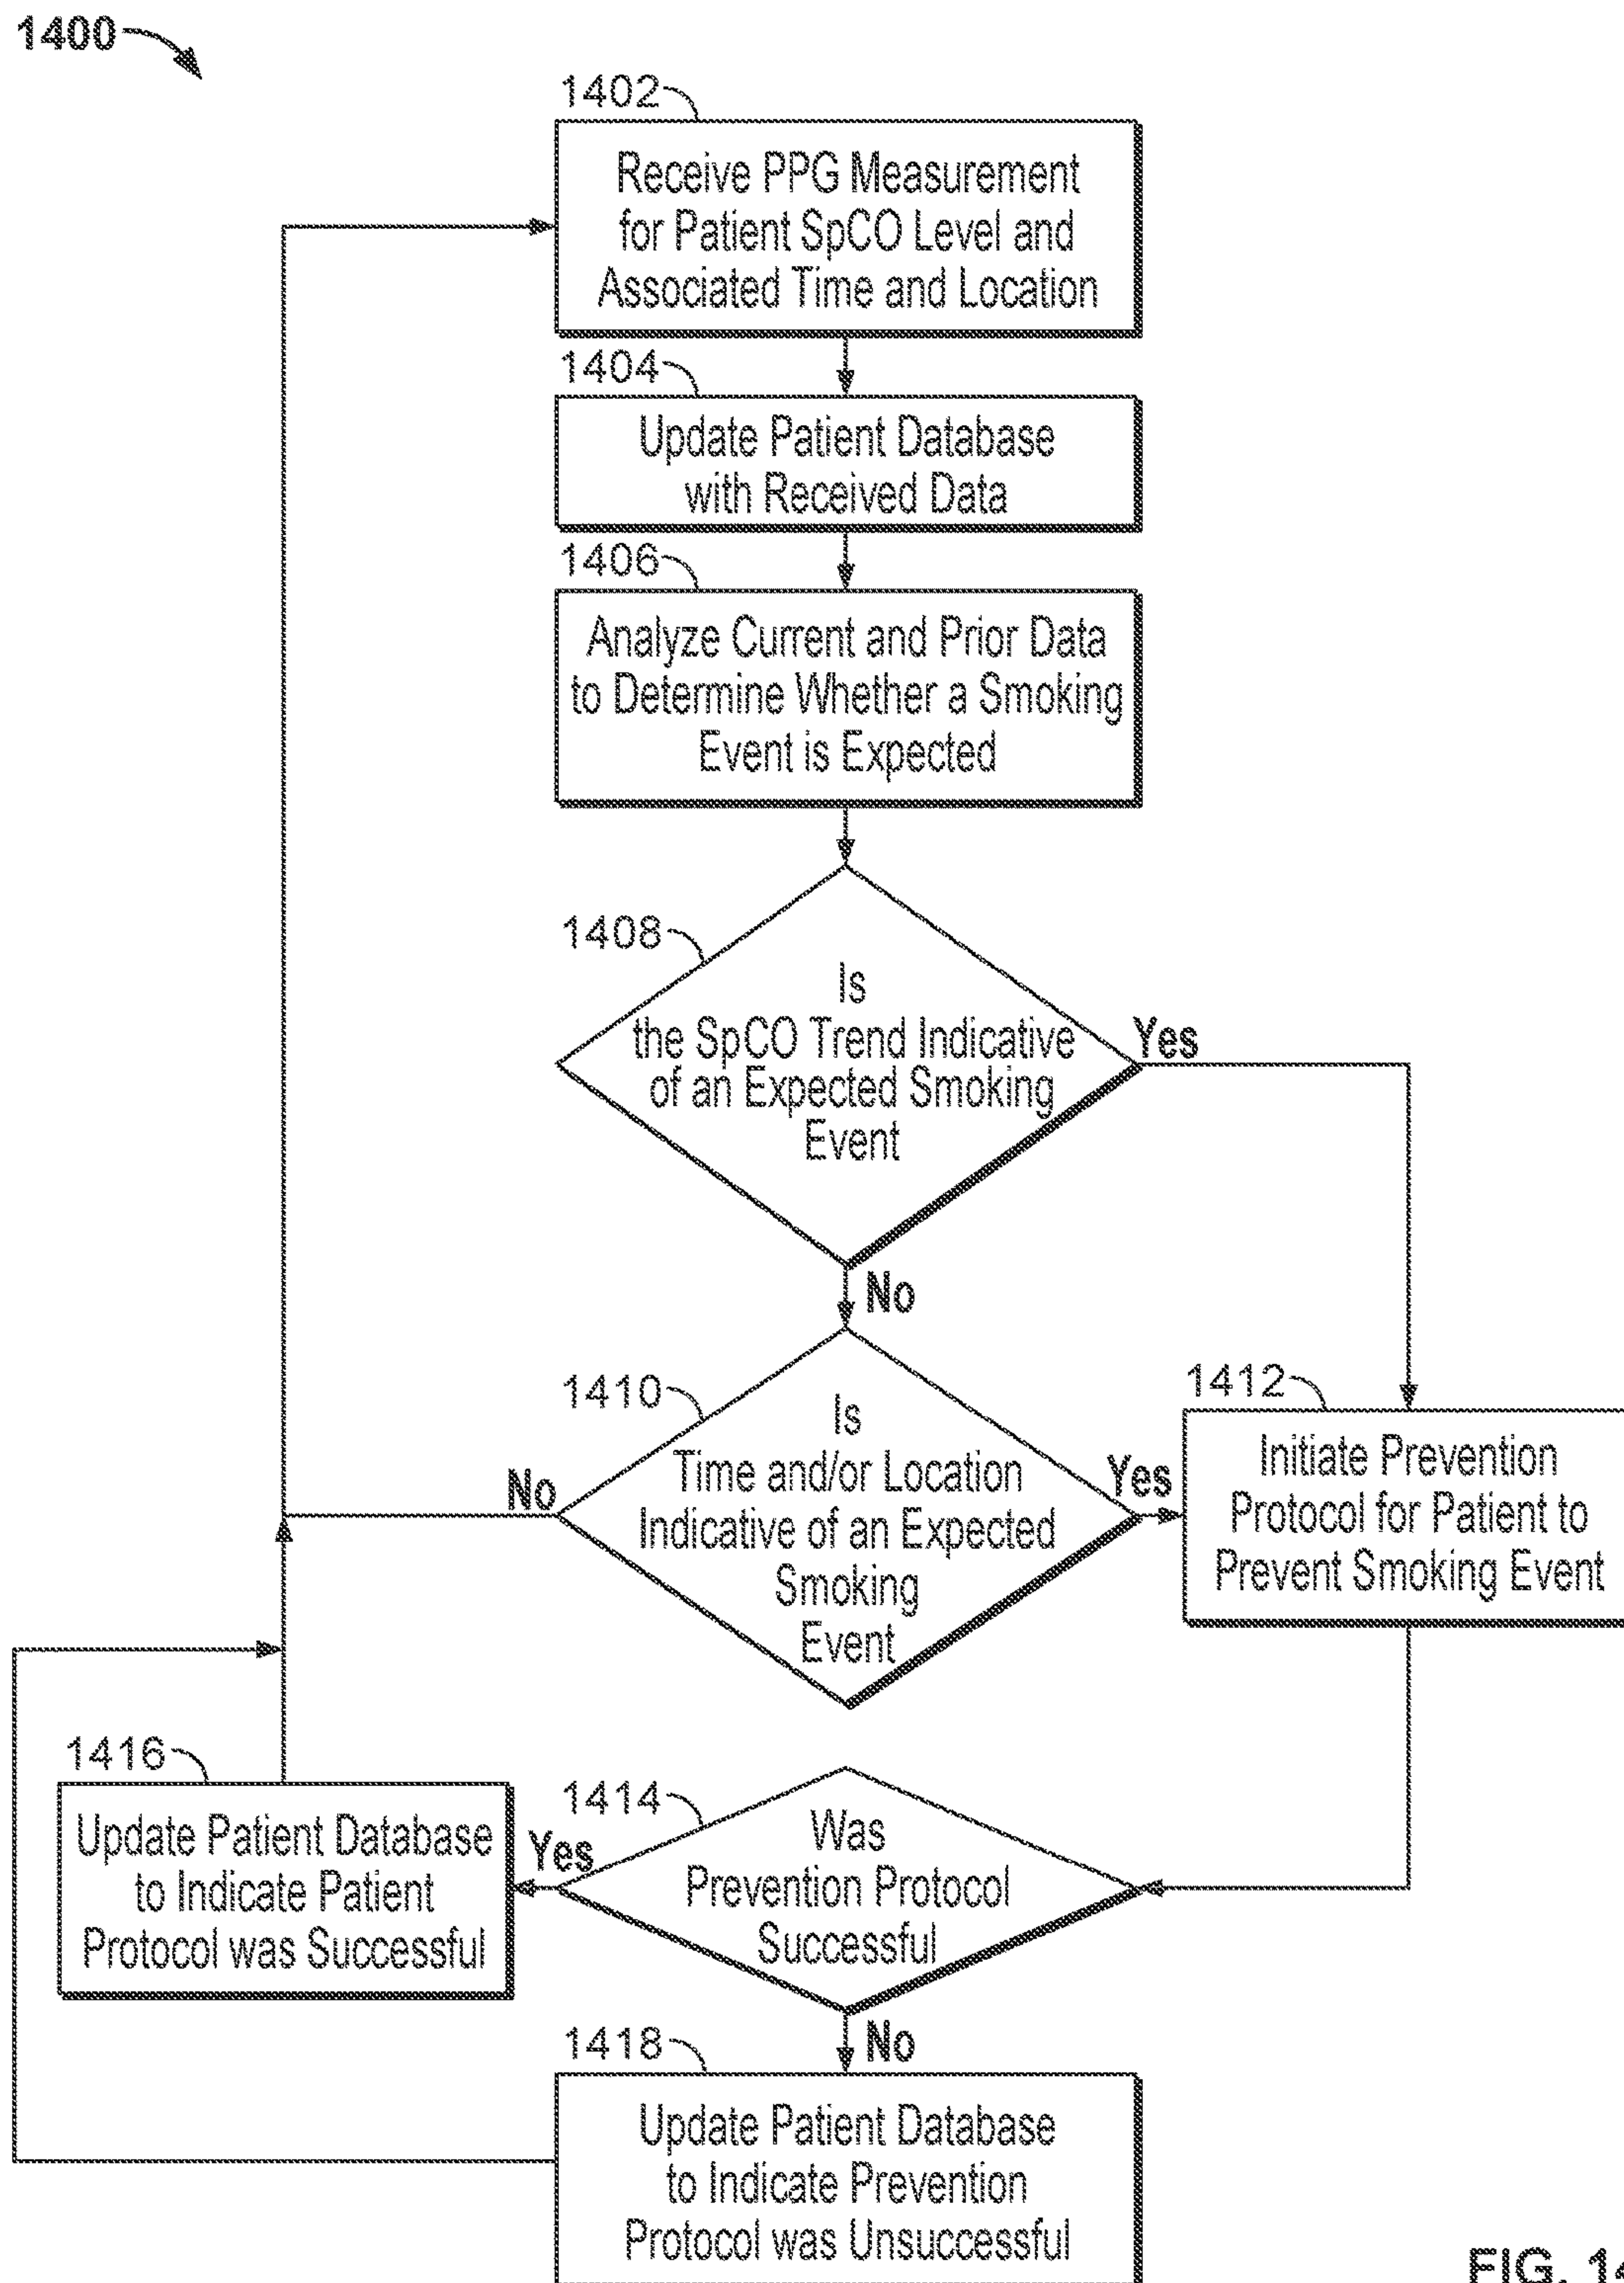 1400
1402
Receive PPG Measurement
for Patient SpCO Level and
Associated Time and Location
1404
Update Patient Database
with Received Data
1406
Analyze Current and Prior Data
to Determine Whether a Smoking
Event is Expected
1408
Is
the SpCO Trend Indicative
of an Expected Smoking
Event
Yes
No
1410
Is
Time and/or Location
Indicative of an Expected
Smoking
Event
No
Yes
1412
Initiate Prevention
Protocol for Patient to
Prevent Smoking Event
1414
Was
Prevention Protocol
Successful
Yes
No
1416
Update Patient Database
to Indicate Patient
Protocol was Successful
1418
Update Patient Database
to Indicate Prevention
Protocol was Unsuccessful
FIG. 14